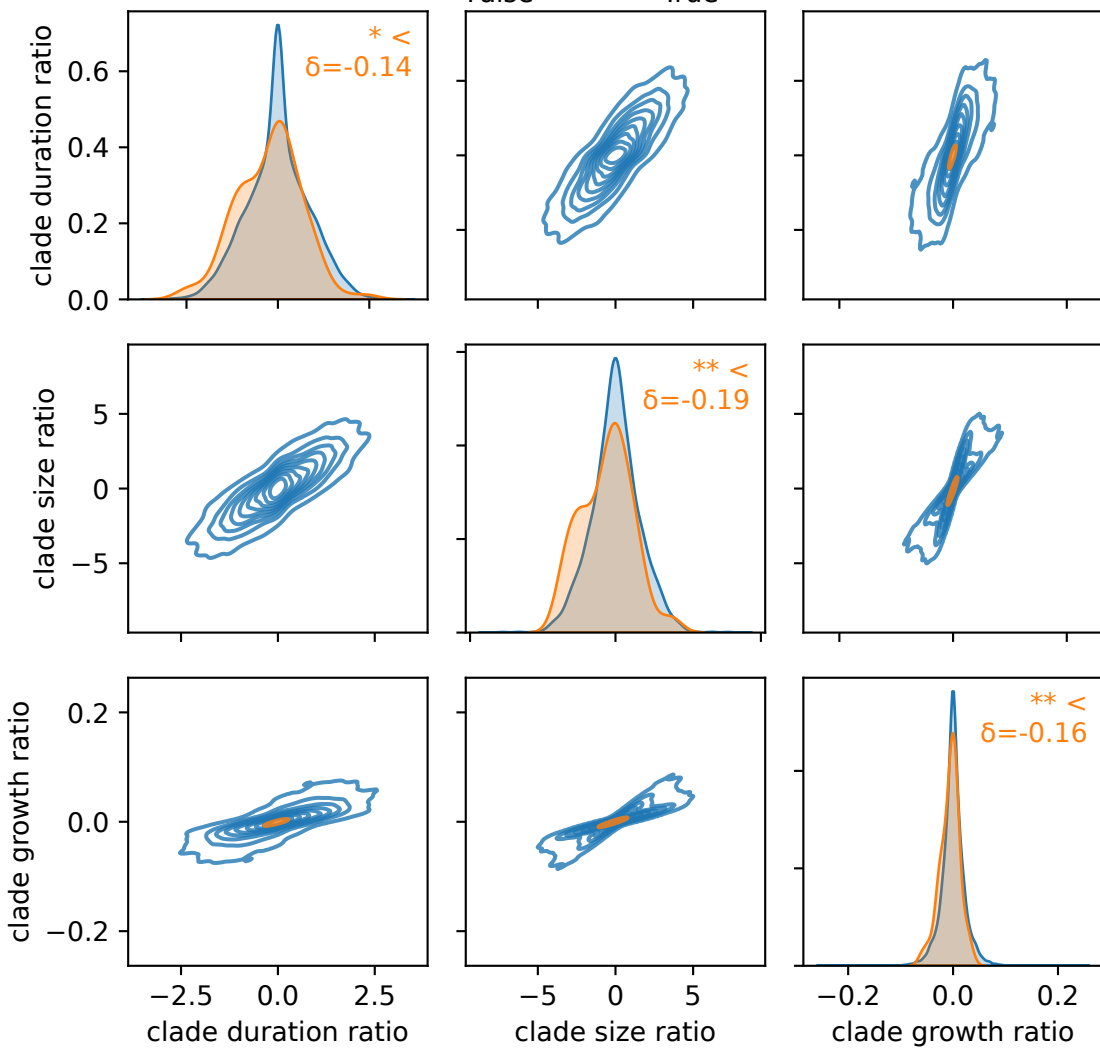 clade duration ratio
0.6
0.4
0.2
0.0
* <
δ=-0.14
clade size ratio
5
0
−5
** <
δ=-0.19
clade growth ratio
0.2
0.0
−0.2
** <
δ=-0.16
−2.5 0.0 2.5
−5 0 5
−0.2 0.0 0.2
clade duration ratio
clade size ratio
clade growth ratio